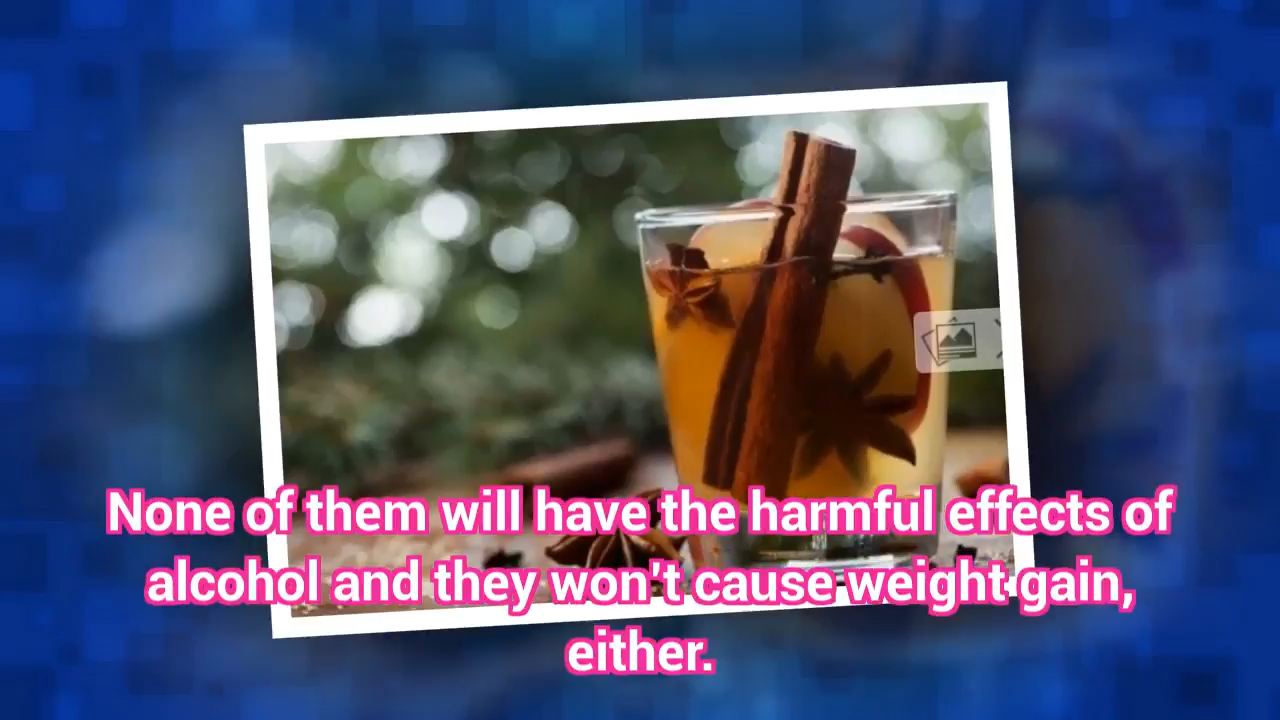 None of them will have the harmful effects of
alcohol and they won't cause weight gain,
either.